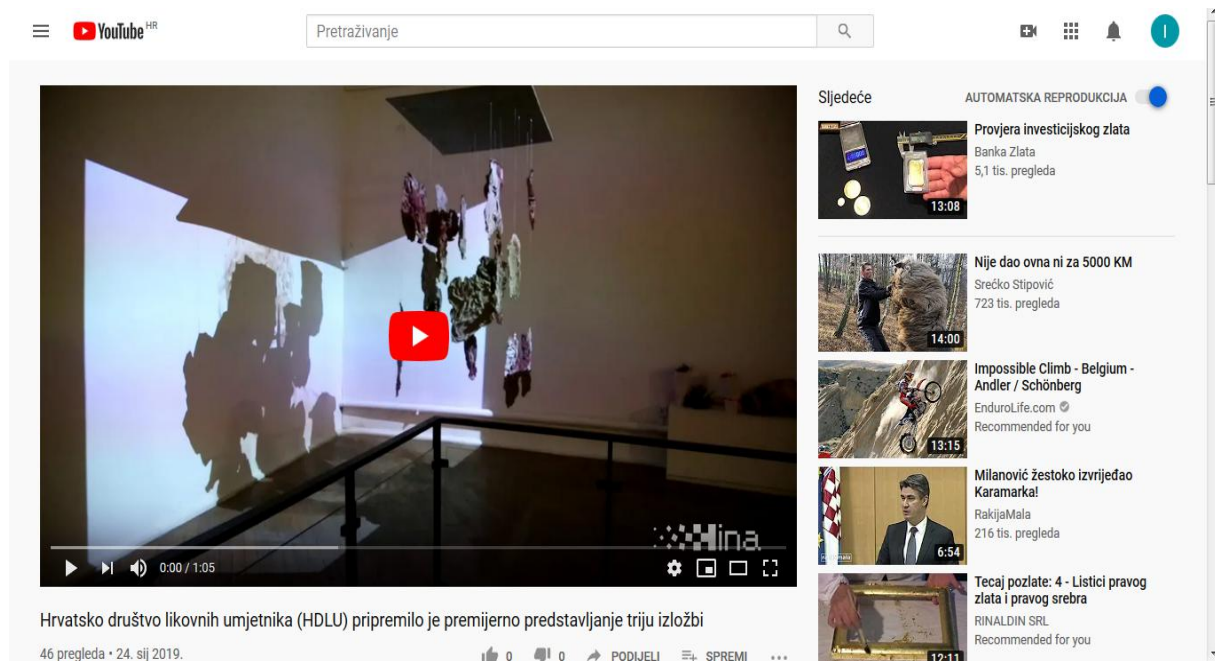 YouTube HR
Pretraživanje
hina
0:00 / 1:05
Hrvatsko društvo likovnih umjetnika (HDLU) pripremilo je premijerno predstavljanje triju izložbi
46 pregleda • 24. sij 2019.
0
0
PODIJELI
SPREMI
Sljedeće
AUTOMATSKA REPRODUKCIJA
13:08
Provjera investicijskog zlata
Banka Zlata
5,1 tis. pregleda
14:00
Nije dao ovna ni za 5000 KM
Srećko Stipović
723 tis. pregleda
13:15
Impossible Climb - Belgium -
Andler / Schönberg
EnduroLife.com
Recommended for you
6:54
Milanović žestoko izvrijeđao
Karamarka!
RakijaMala
216 tis. pregleda
12:11
Tecaj pozlate: 4 - Listici pravog
zlata i pravog srebra
RINALDIN SRL
Recommended for you
I